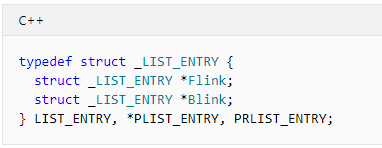 C++
typedef struct _LIST_ENTRY {
  struct _LIST_ENTRY *Flink;
  struct _LIST_ENTRY *Blink;
} LIST_ENTRY, *PLIST_ENTRY, PRLIST_ENTRY;